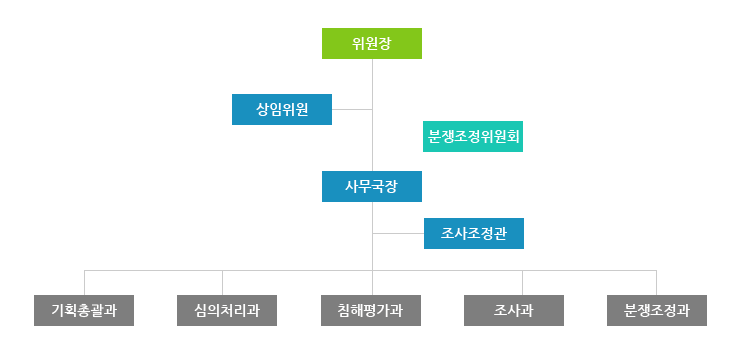 위원장
상임위원
분쟁조정위원회
사무국장
조사조정관
기획총괄과
심의처리과
침해평가과
조사과
분쟁조정과